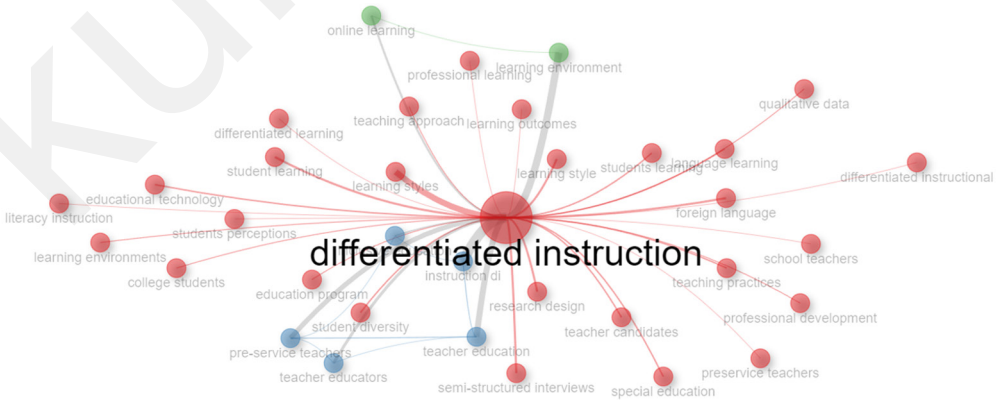 online learning
learning environment
professional learning
qualitative data
teaching approach
learning outcomes
differentiated learning
student learning
learning style
students learning
language learning
differentiated instructional
learning styles
educational technology
literacy instruction
foreign language
students perceptions
learning environments
differentiated instruction
school teachers
college students
instruction di
teaching practices
education program
research design
professional development
student diversity
teacher candidates
pre-service teachers
teacher education
preservice teachers
teacher educators
semi-structured interviews
special education